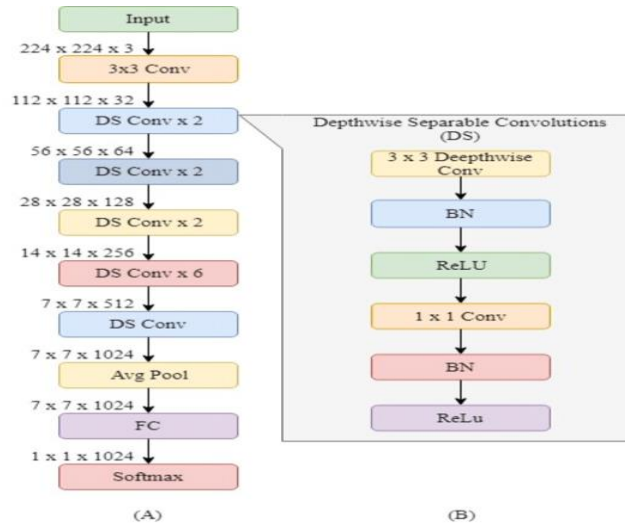 Input
224 x 224 x 3
3x3 Conv
112 x 112 x 32
DS Conv x 2
56 x 56 x 64
DS Conv x 2
28 x 28 x 128
DS Conv x 2
14 x 14 x 256
DS Conv x 6
7 x 7 x 512
DS Conv
7 x 7 x 1024
Avg Pool
7 x 7 x 1024
FC
1 x 1 x 1024
Softmax
(A)
Depthwise Separable Convolutions
(DS)
3 x 3 Deepthwise
Conv
BN
ReLU
1 x 1 Conv
BN
ReLu
(B)